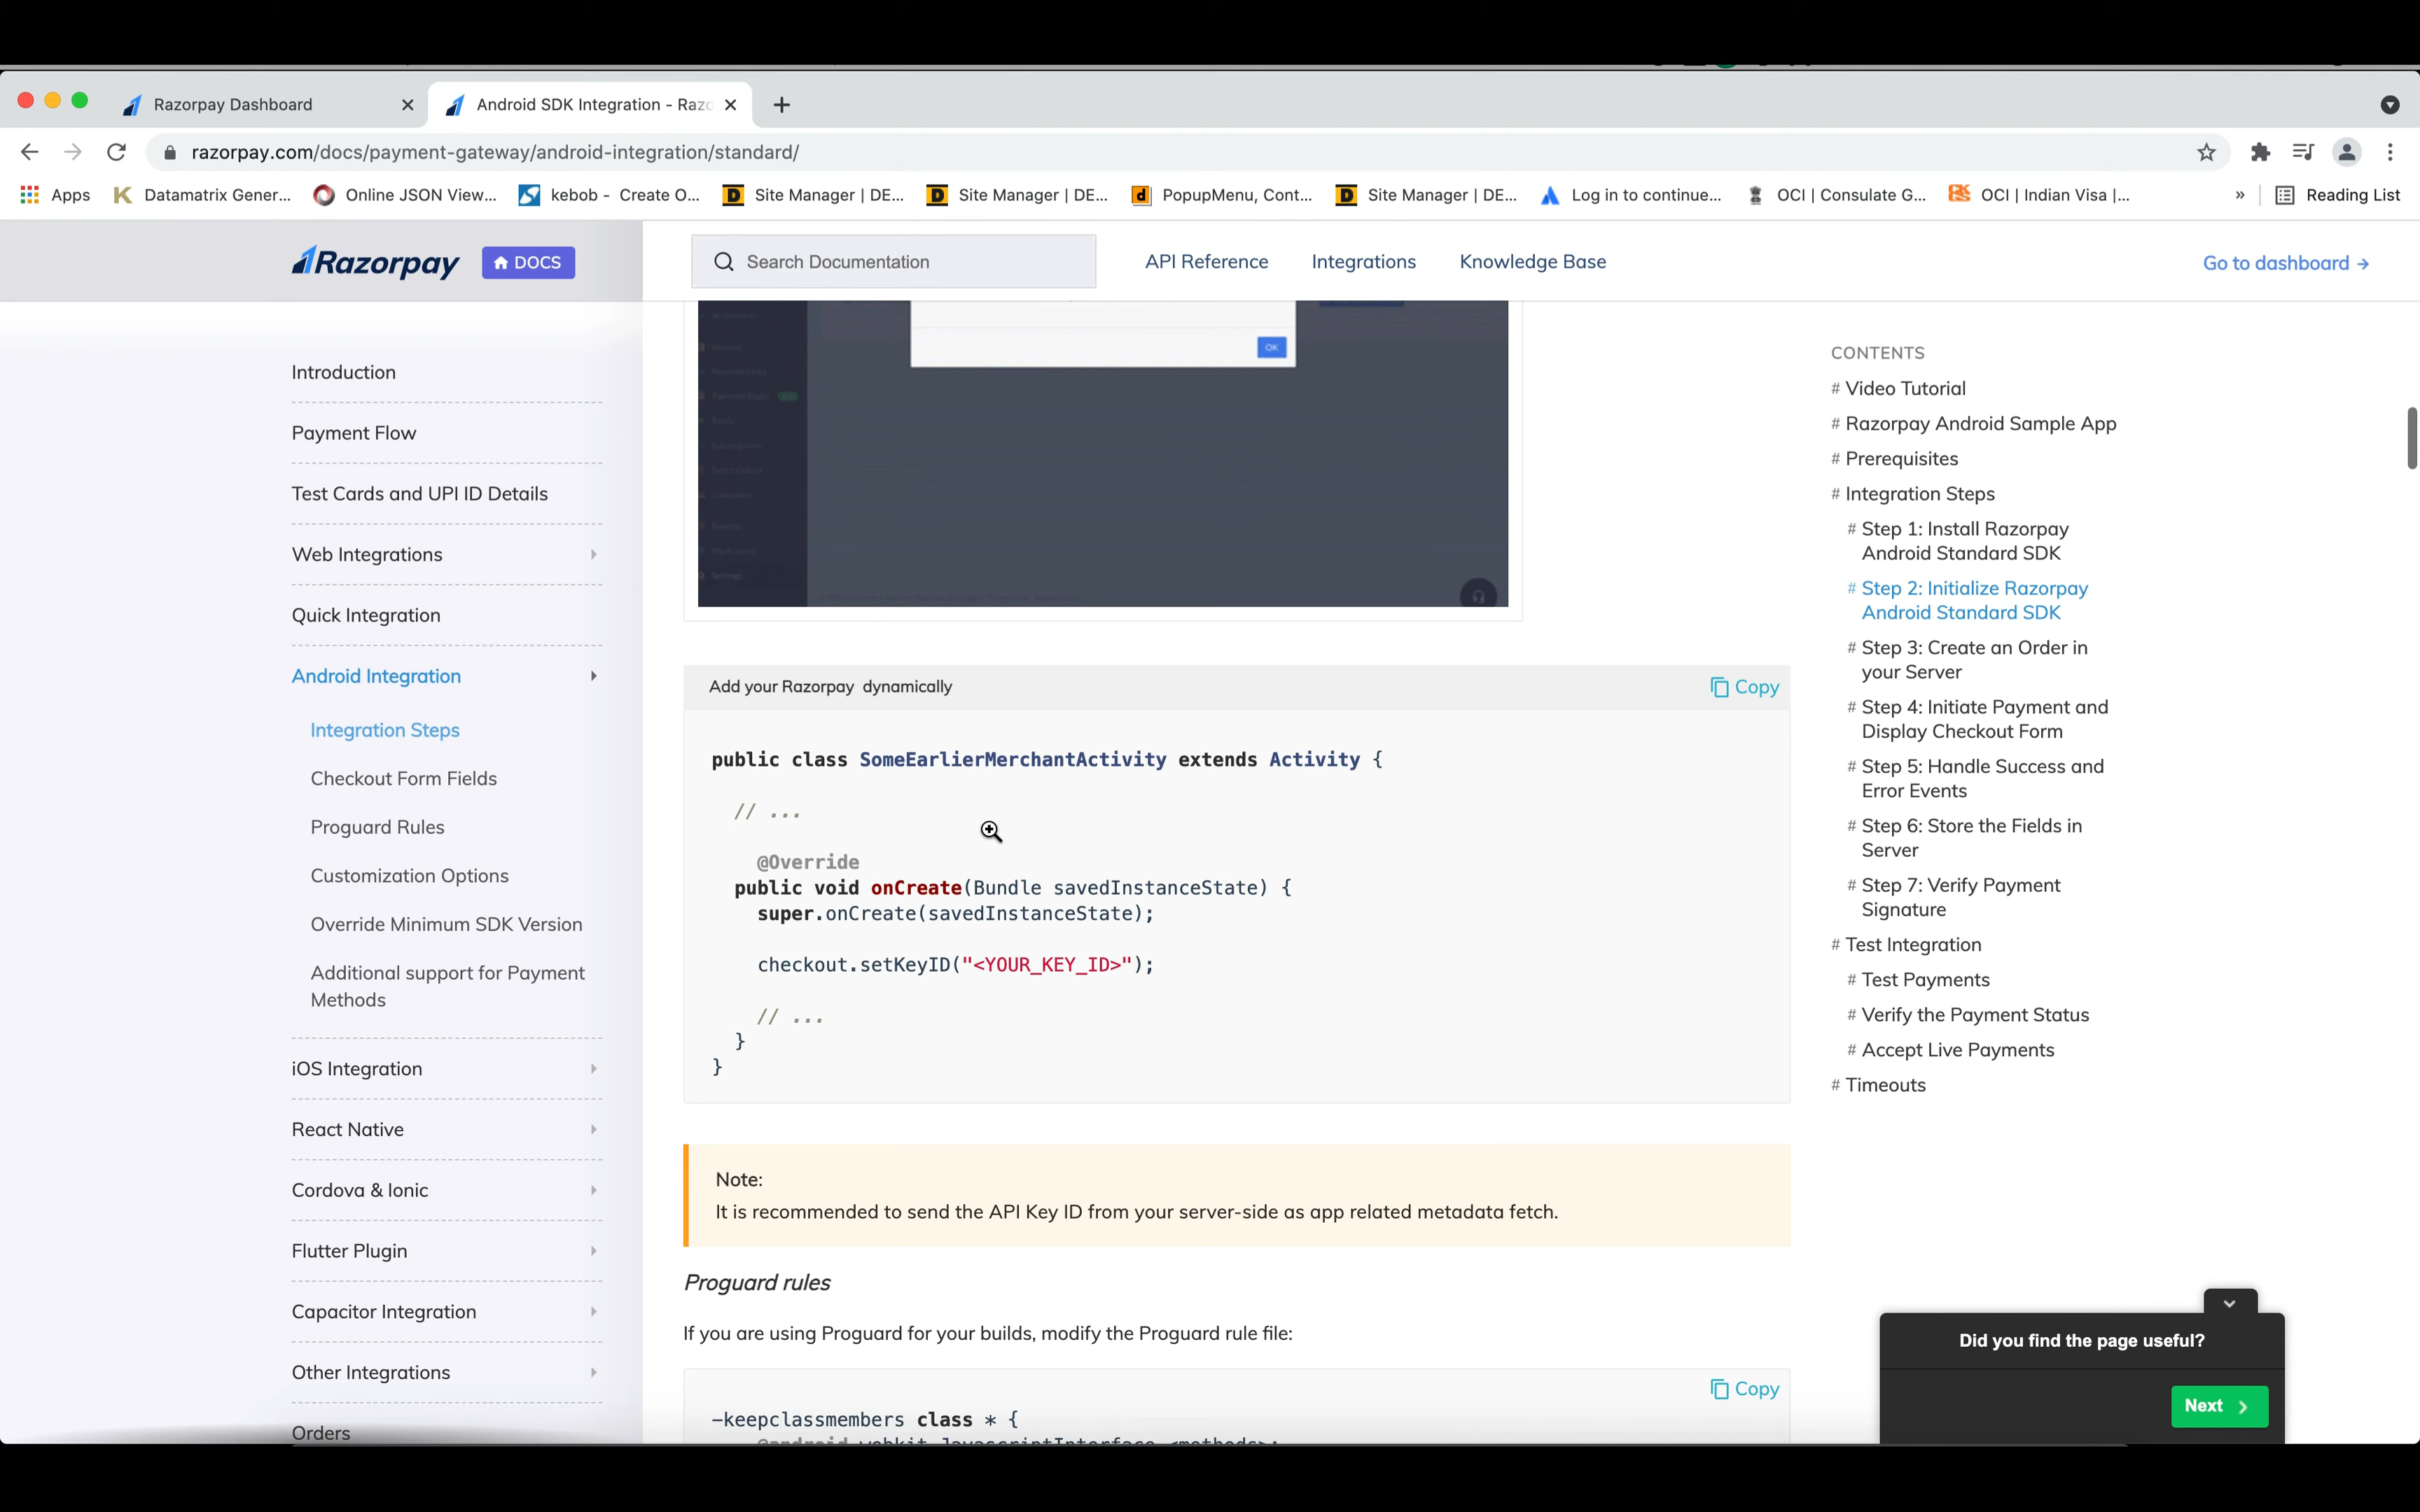 Razorpay Dashboard
Android SDK Integration - Razo
razorpay.com/docs/payment-gateway/android-integration/standard/
Apps
Datamatrix Gener...
Online JSON View...
kebob - Create O...
Site Manager | DE...
Site Manager | DE...
PopupMenu, Cont...
Site Manager | DE...
Log in to continue...
OCI | Consulate G...
OCI | Indian Visa |...
»
Reading List
Razorpay
DOCS
Search Documentation
API Reference
Integrations
Knowledge Base
Go to dashboard →
Introduction
Payment Flow
Test Cards and UPI ID Details
Web Integrations
Quick Integration
Android Integration
Integration Steps
Checkout Form Fields
Proguard Rules
Customization Options
Override Minimum SDK Version
Additional support for Payment
Methods
iOS Integration
React Native
Cordova & Ionic
Flutter Plugin
Capacitor Integration
Other Integrations
Orders
OK
Settings
Add your Razorpay dynamically
Copy
public class SomeEarlierMerchantActivity extends Activity {
// ...
@Override
public void onCreate(Bundle savedInstanceState) {
super.onCreate(savedInstanceState);
checkout.setKeyID("<YOUR_KEY_ID>");
// ...
}
}
Note:
It is recommended to send the API Key ID from your server-side as app related metadata fetch.
Proguard rules
If you are using Proguard for your builds, modify the Proguard rule file:
Copy
-keepclassmembers class * {
@android.webkit.JavascriptInterface <methods>;
CONTENTS
# Video Tutorial
# Razorpay Android Sample App
# Prerequisites
# Integration Steps
# Step 1: Install Razorpay
Android Standard SDK
# Step 2: Initialize Razorpay
Android Standard SDK
# Step 3: Create an Order in
your Server
# Step 4: Initiate Payment and
Display Checkout Form
# Step 5: Handle Success and
Error Events
# Step 6: Store the Fields in
Server
# Step 7: Verify Payment
Signature
# Test Integration
# Test Payments
# Verify the Payment Status
# Accept Live Payments
# Timeouts
Did you find the page useful?
Next